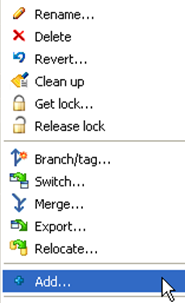 Rename...
Delete
Revert...
Clean up
Get lock...
Release lock
Branch/tag...
Switch...
Merge...
Export...
Relocate...
Add...